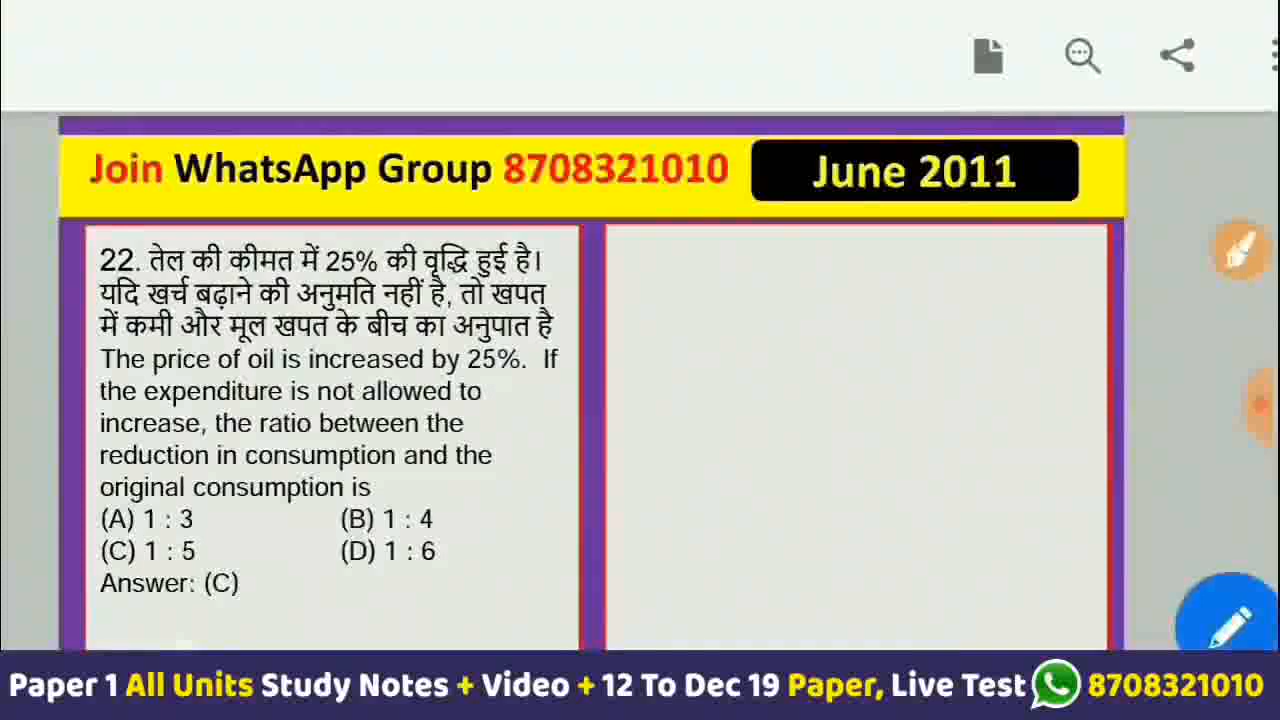 Join WhatsApp Group 8708321010
June 2011
22. तेल की कीमत में 25% की वृद्धि हुई है।
यदि खर्च बढ़ाने की अनुमति नहीं है, तो खपत
में कमी और मूल खपत के बीच का अनुपात है
The price of oil is increased by 25%. If
the expenditure is not allowed to
increase, the ratio between the
reduction in consumption and the
original consumption is
(A) 1 : 3 (B) 1 : 4
(C) 1 : 5 (D) 1 : 6
Answer: (C)
Paper 1 All Units Study Notes + Video + 12 To Dec 19 Paper, Live Test 8708321010